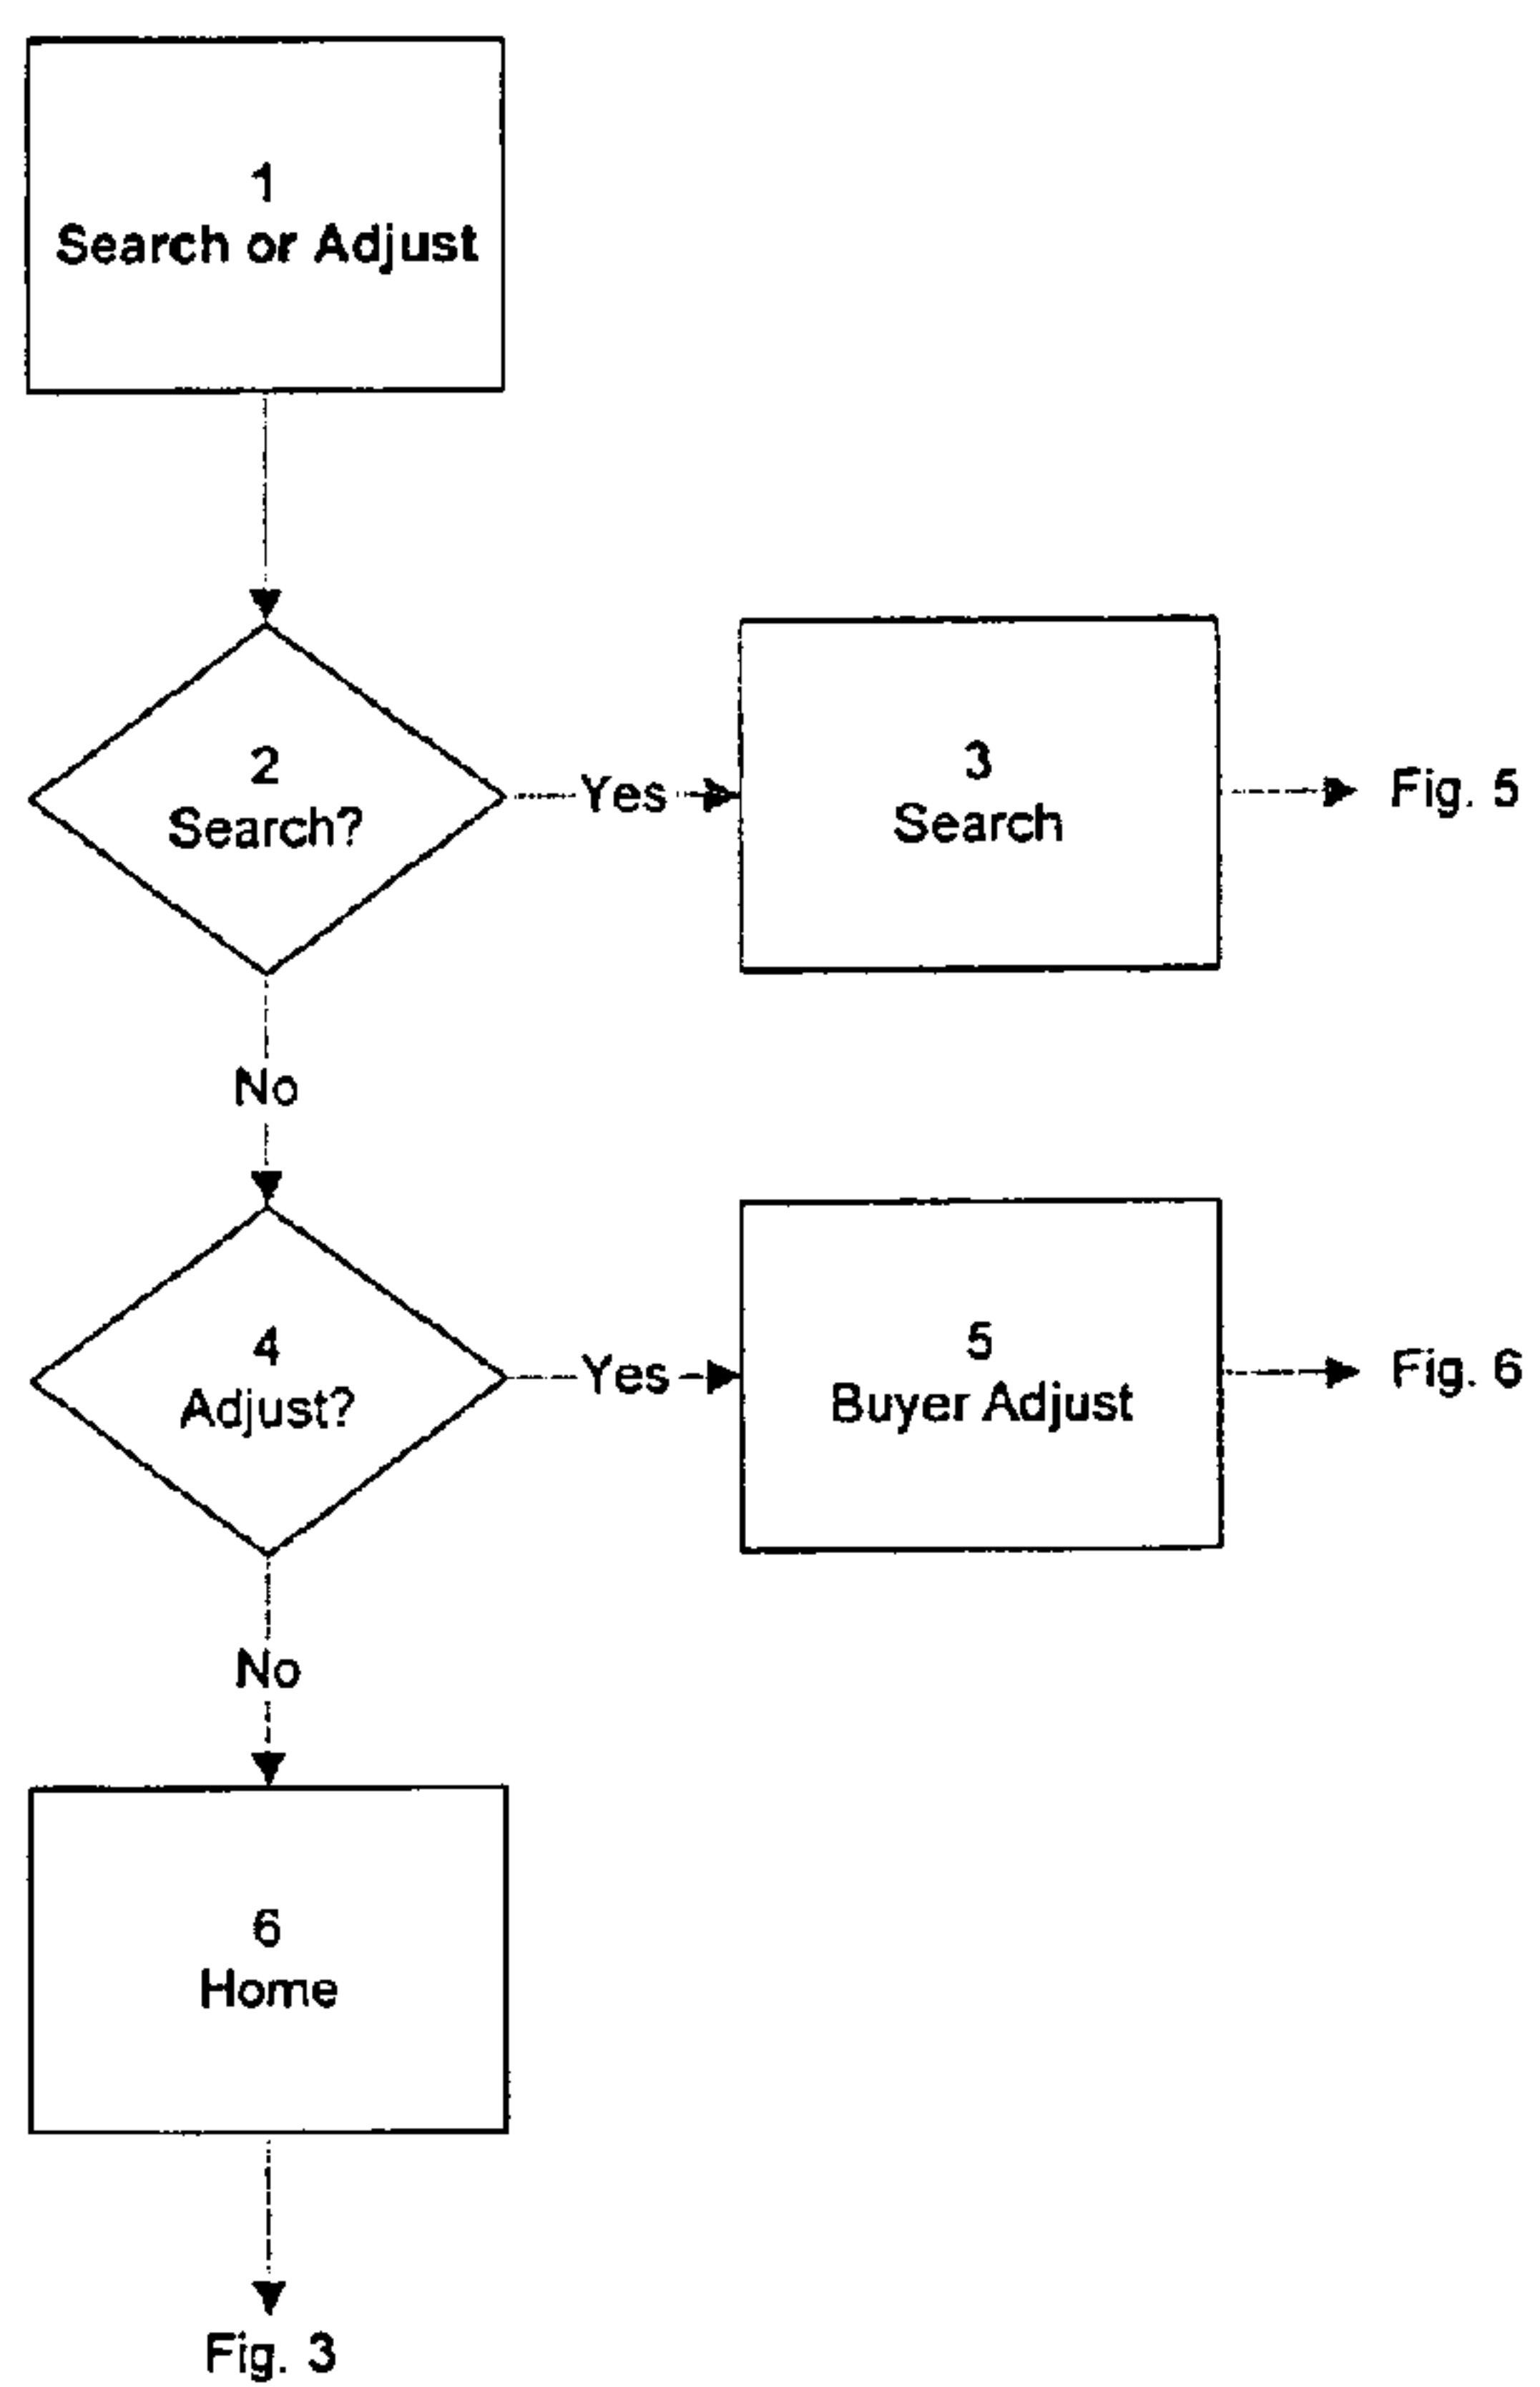 1
Search or Adjust
2
Search?
Yes
3
Search
Fig. 5
No
4
Adjust?
Yes
5
Buyer Adjust
Fig. 6
No
6
Home
Fig. 3